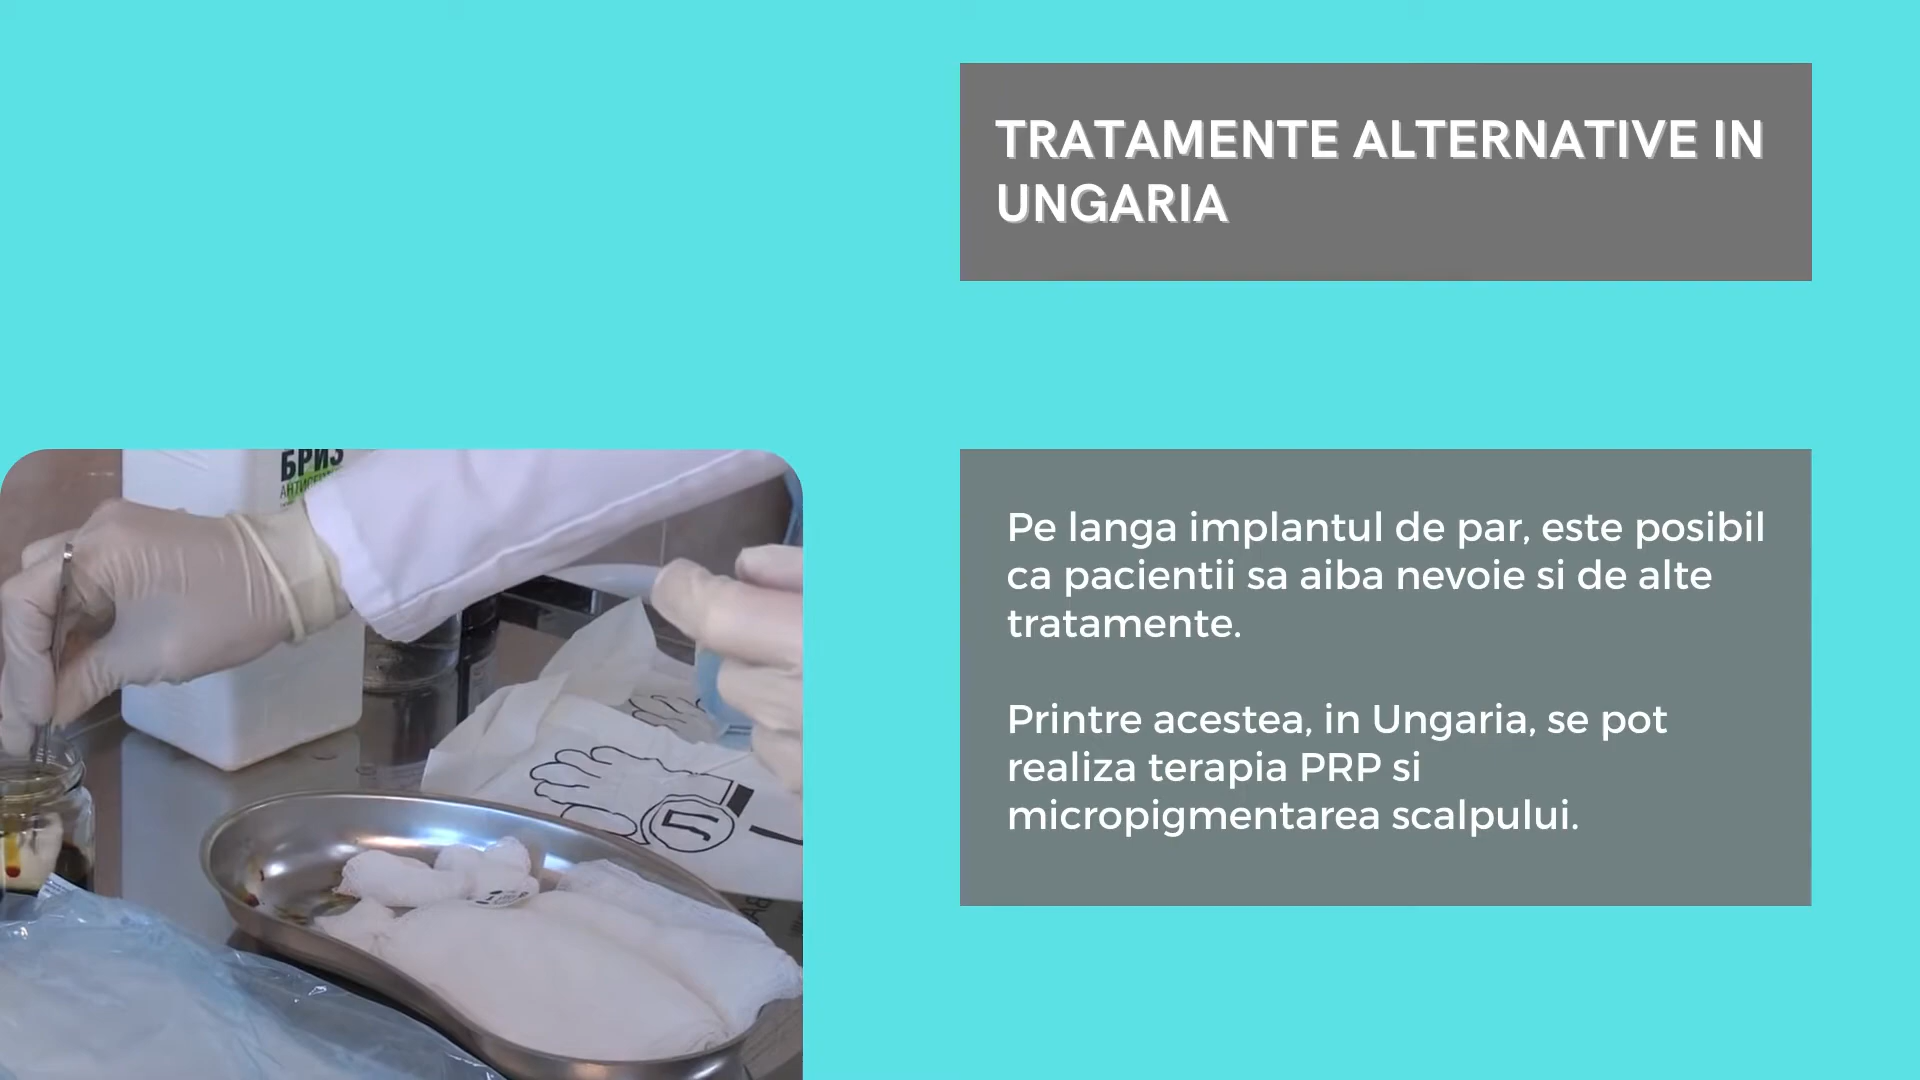 TRATAMENTE ALTERNATIVE IN
UNGARIA
БРИЗ
Pe langa implantul de par, este posibil
ca pacientii sa aiba nevoie si de alte
tratamente.
Printre acestea, in Ungaria, se pot
realiza terapia PRP si
micropigmentarea scalpului.
Л